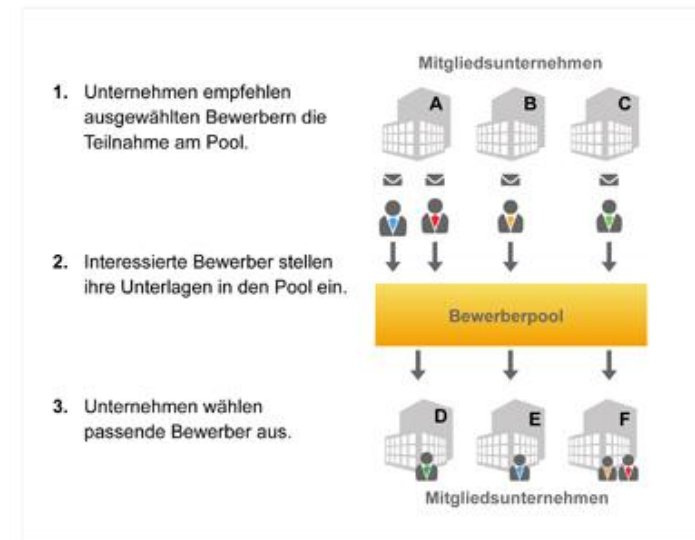 Mitgliedsunternehmen
1. Unternehmen empfehlen
ausgewählten Bewerbern die
Teilnahme am Pool.
A B C
2. Interessierte Bewerber stellen
ihre Unterlagen in den Pool ein.
Bewerberpool
3. Unternehmen wählen
passende Bewerber aus.
D E F
Mitgliedsunternehmen